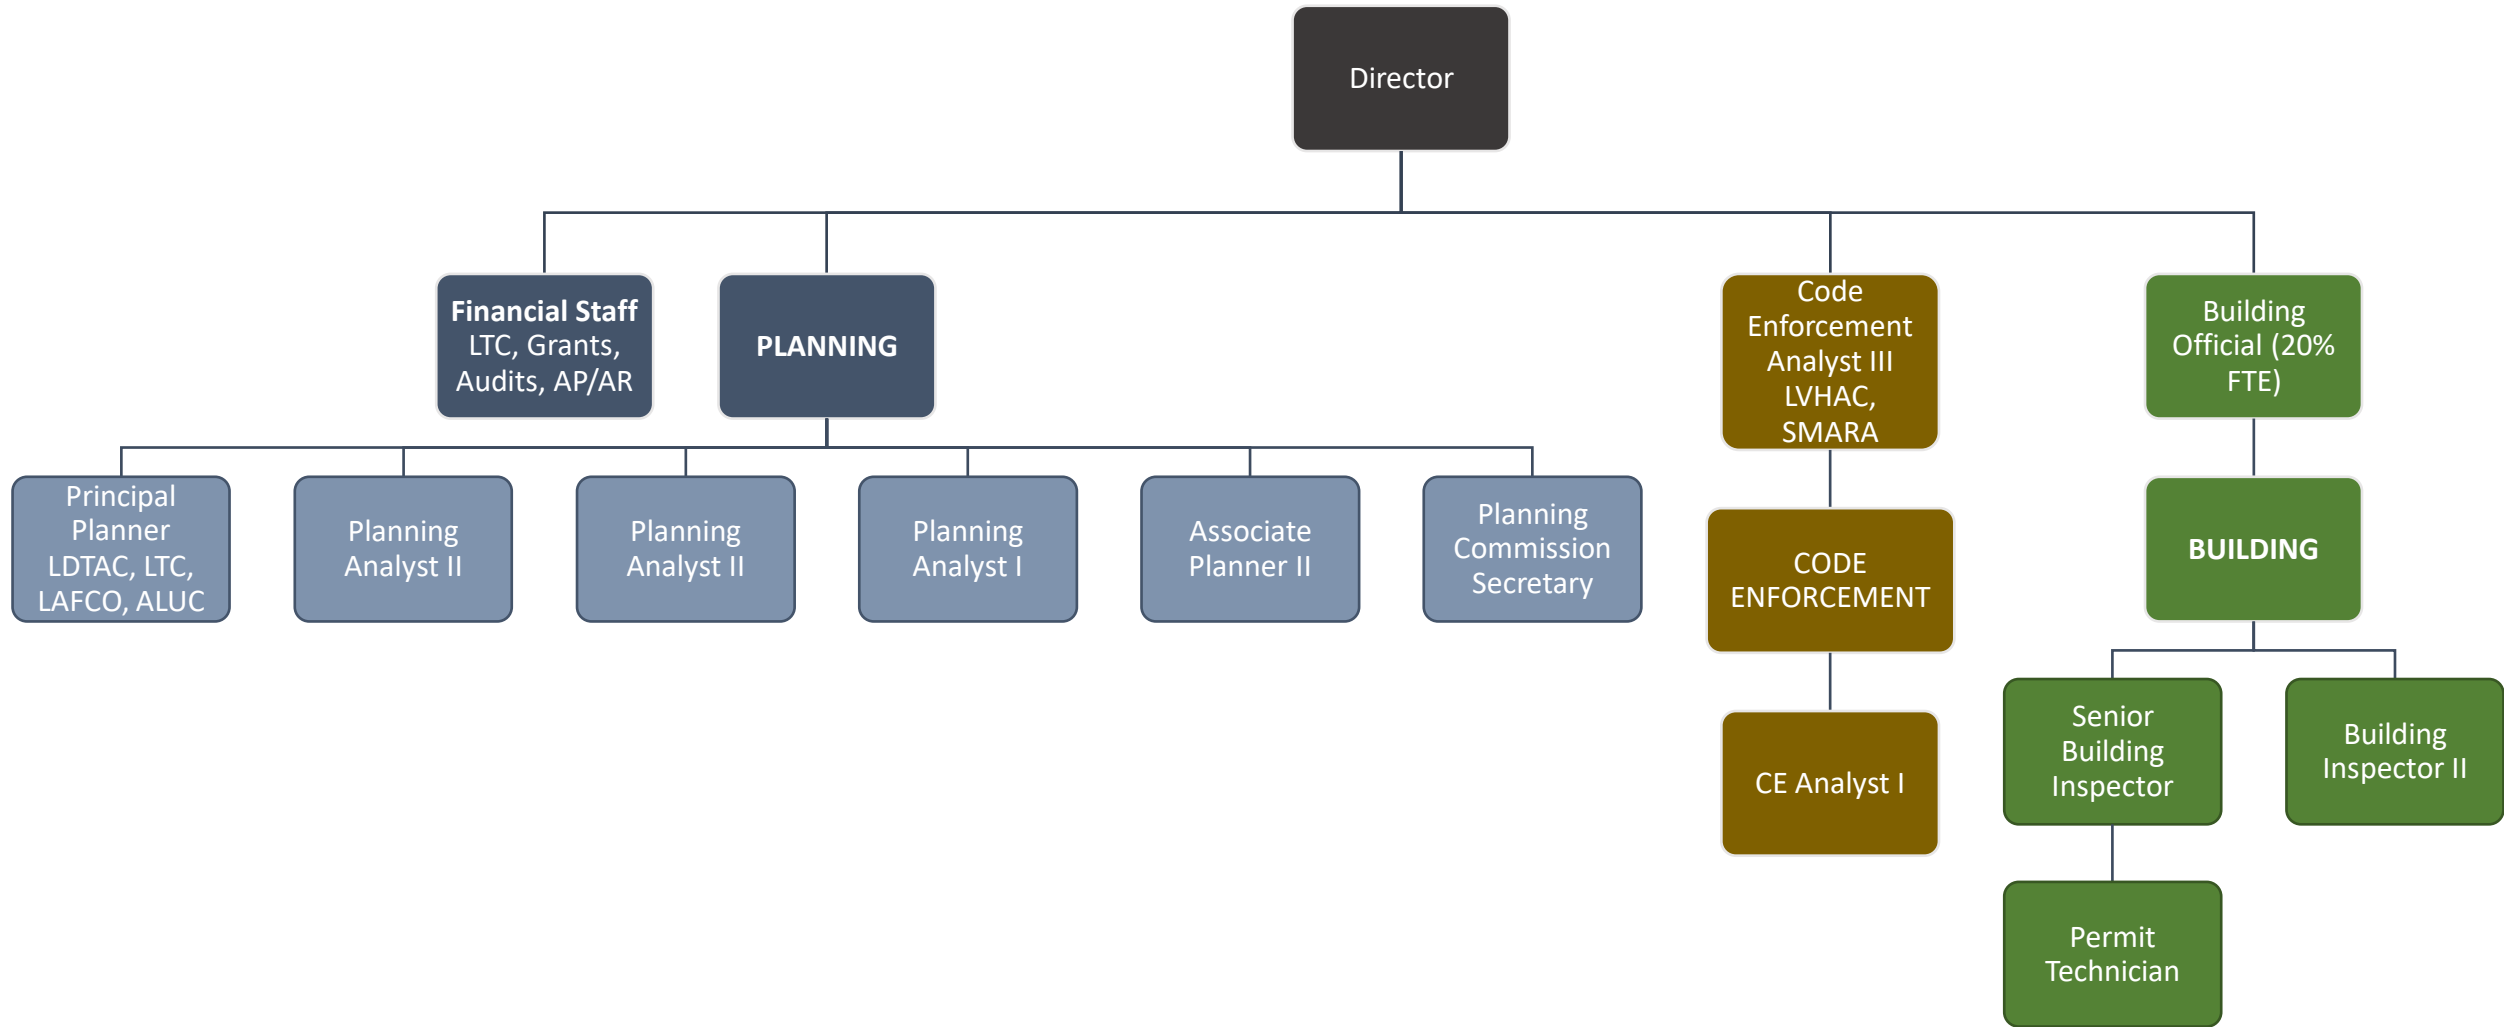 Director
Financial Staff
LTC, Grants,
Audits, AP/AR
PLANNING
Code
Enforcement
Analyst III
LVHAC,
SMARA
Building
Official (20%
FTE)
Principal
Planner
LDTAC, LTC,
LAFCO, ALUC
Planning
Analyst II
Planning
Analyst II
Planning
Analyst I
Associate
Planner II
Planning
Commission
Secretary
CODE
ENFORCEMENT
BUILDING
CE Analyst I
Senior
Building
Inspector
Building
Inspector II
Permit
Technician